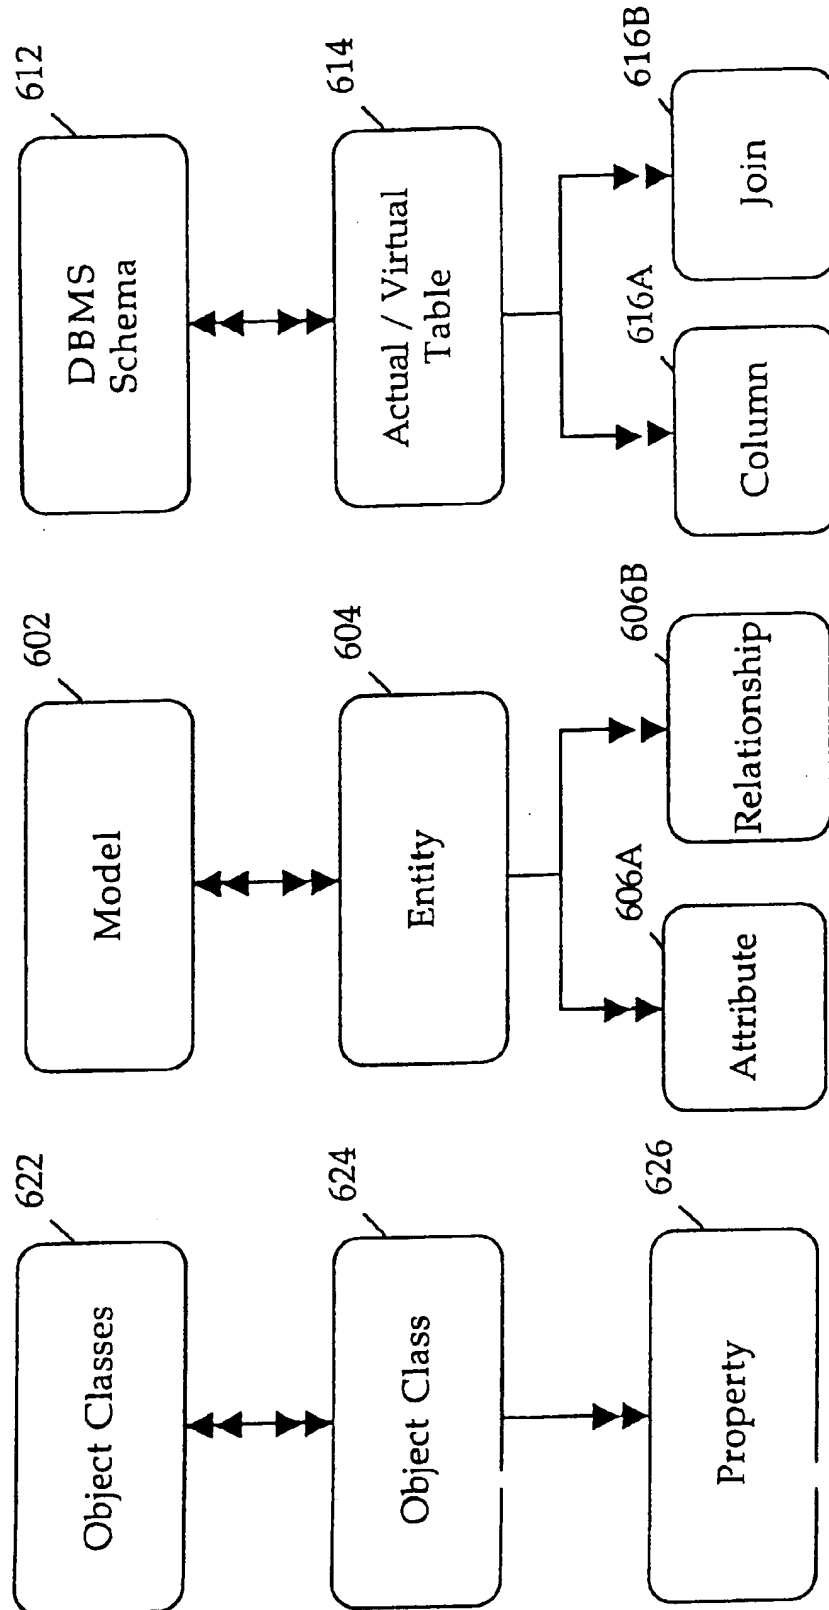 622
Object Classes
624
Object Class
626
Property
602
Model
604
Entity
606A
Attribute
606B
Relationship
612
DBMS
Schema
614
Actual / Virtual
Table
616A
Column
616B
Join